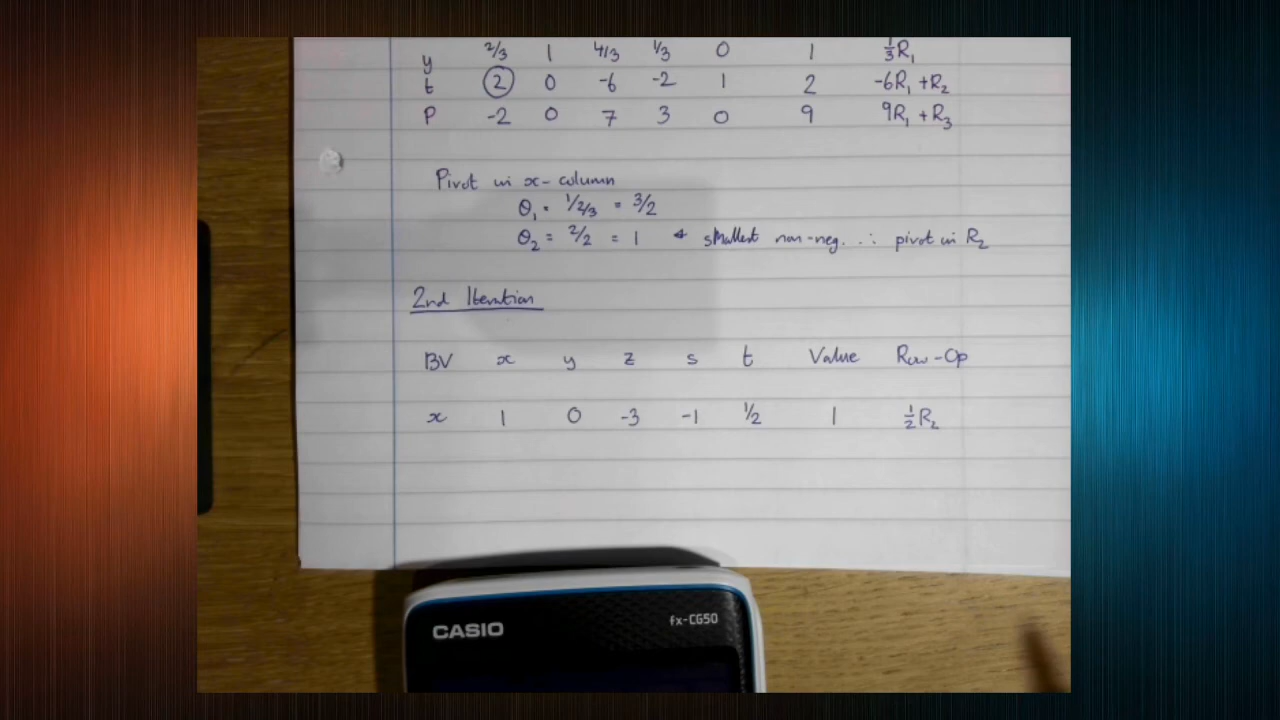 y 2/3 1 4/3 1/3 0 1 1/3R₁
t 2 0 -6 -2 1 2 -6R₁ +R₂
P -2 0 7 3 0 9 9R₁ + R₃
Pivot in x-column
θ₁ = 1/2/3 = 3/2
θ₂ = 2/2 = 1 ← smallest non-neg. ∴ pivot in R₂
2nd Iteration
BV x y z s t Value Row-Op
x 1 0 -3 -1 1/2 1 1/2R₂
CASIO fx-CG50